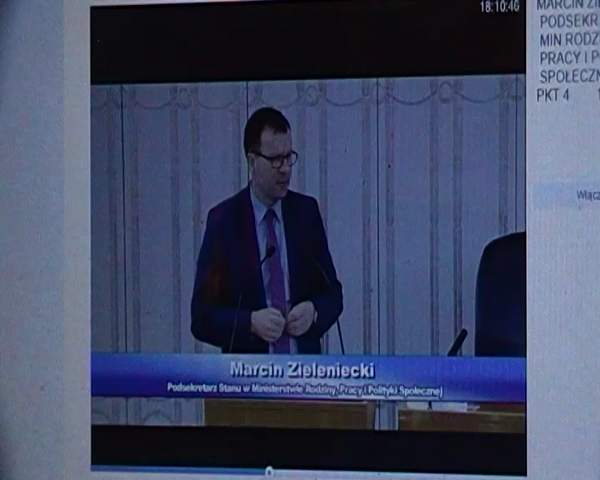 18:10:46
MARCIN
PODSEKR
MIN RODZ
PRACY I P
SPOŁECZN
PKT 4
Włącz
Marcin Zieleniecki
Podsekretarz Stanu w Ministerstwie Rodziny, Pracy i Polityki Społecznej